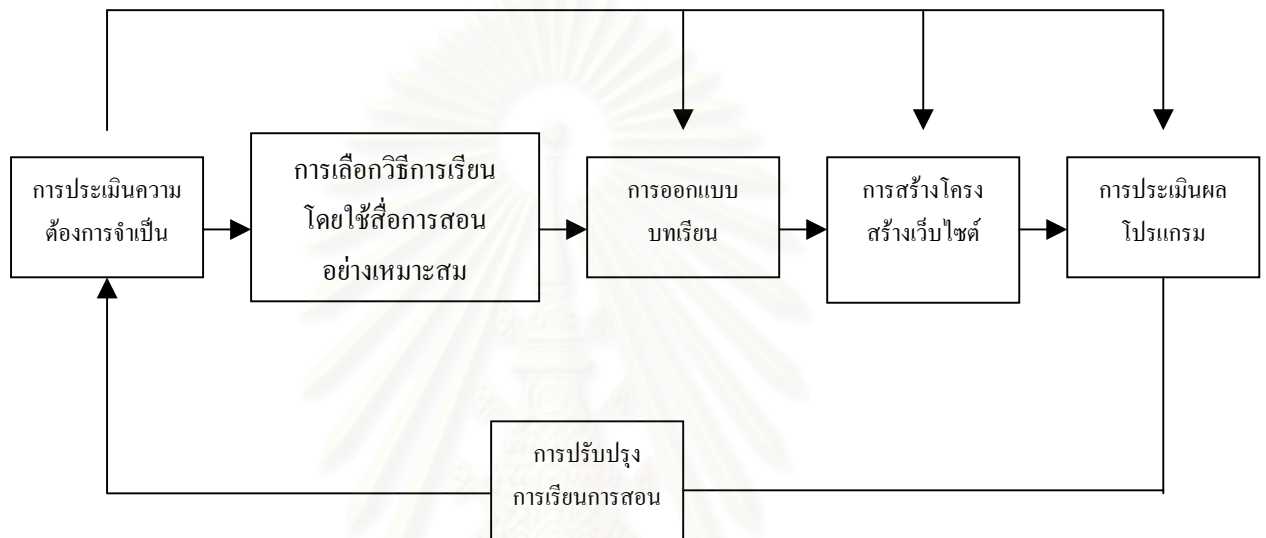 การประเมินความ
ต้องการจำเป็น
การเลือกวิธีการเรียน
โดยใช้สื่อการสอน
อย่างเหมาะสม
การออกแบบ
บทเรียน
การสร้างโครง
สร้างเว็บไซต์
การประเมินผล
โปรแกรม
การปรับปรุง
การเรียนการสอน